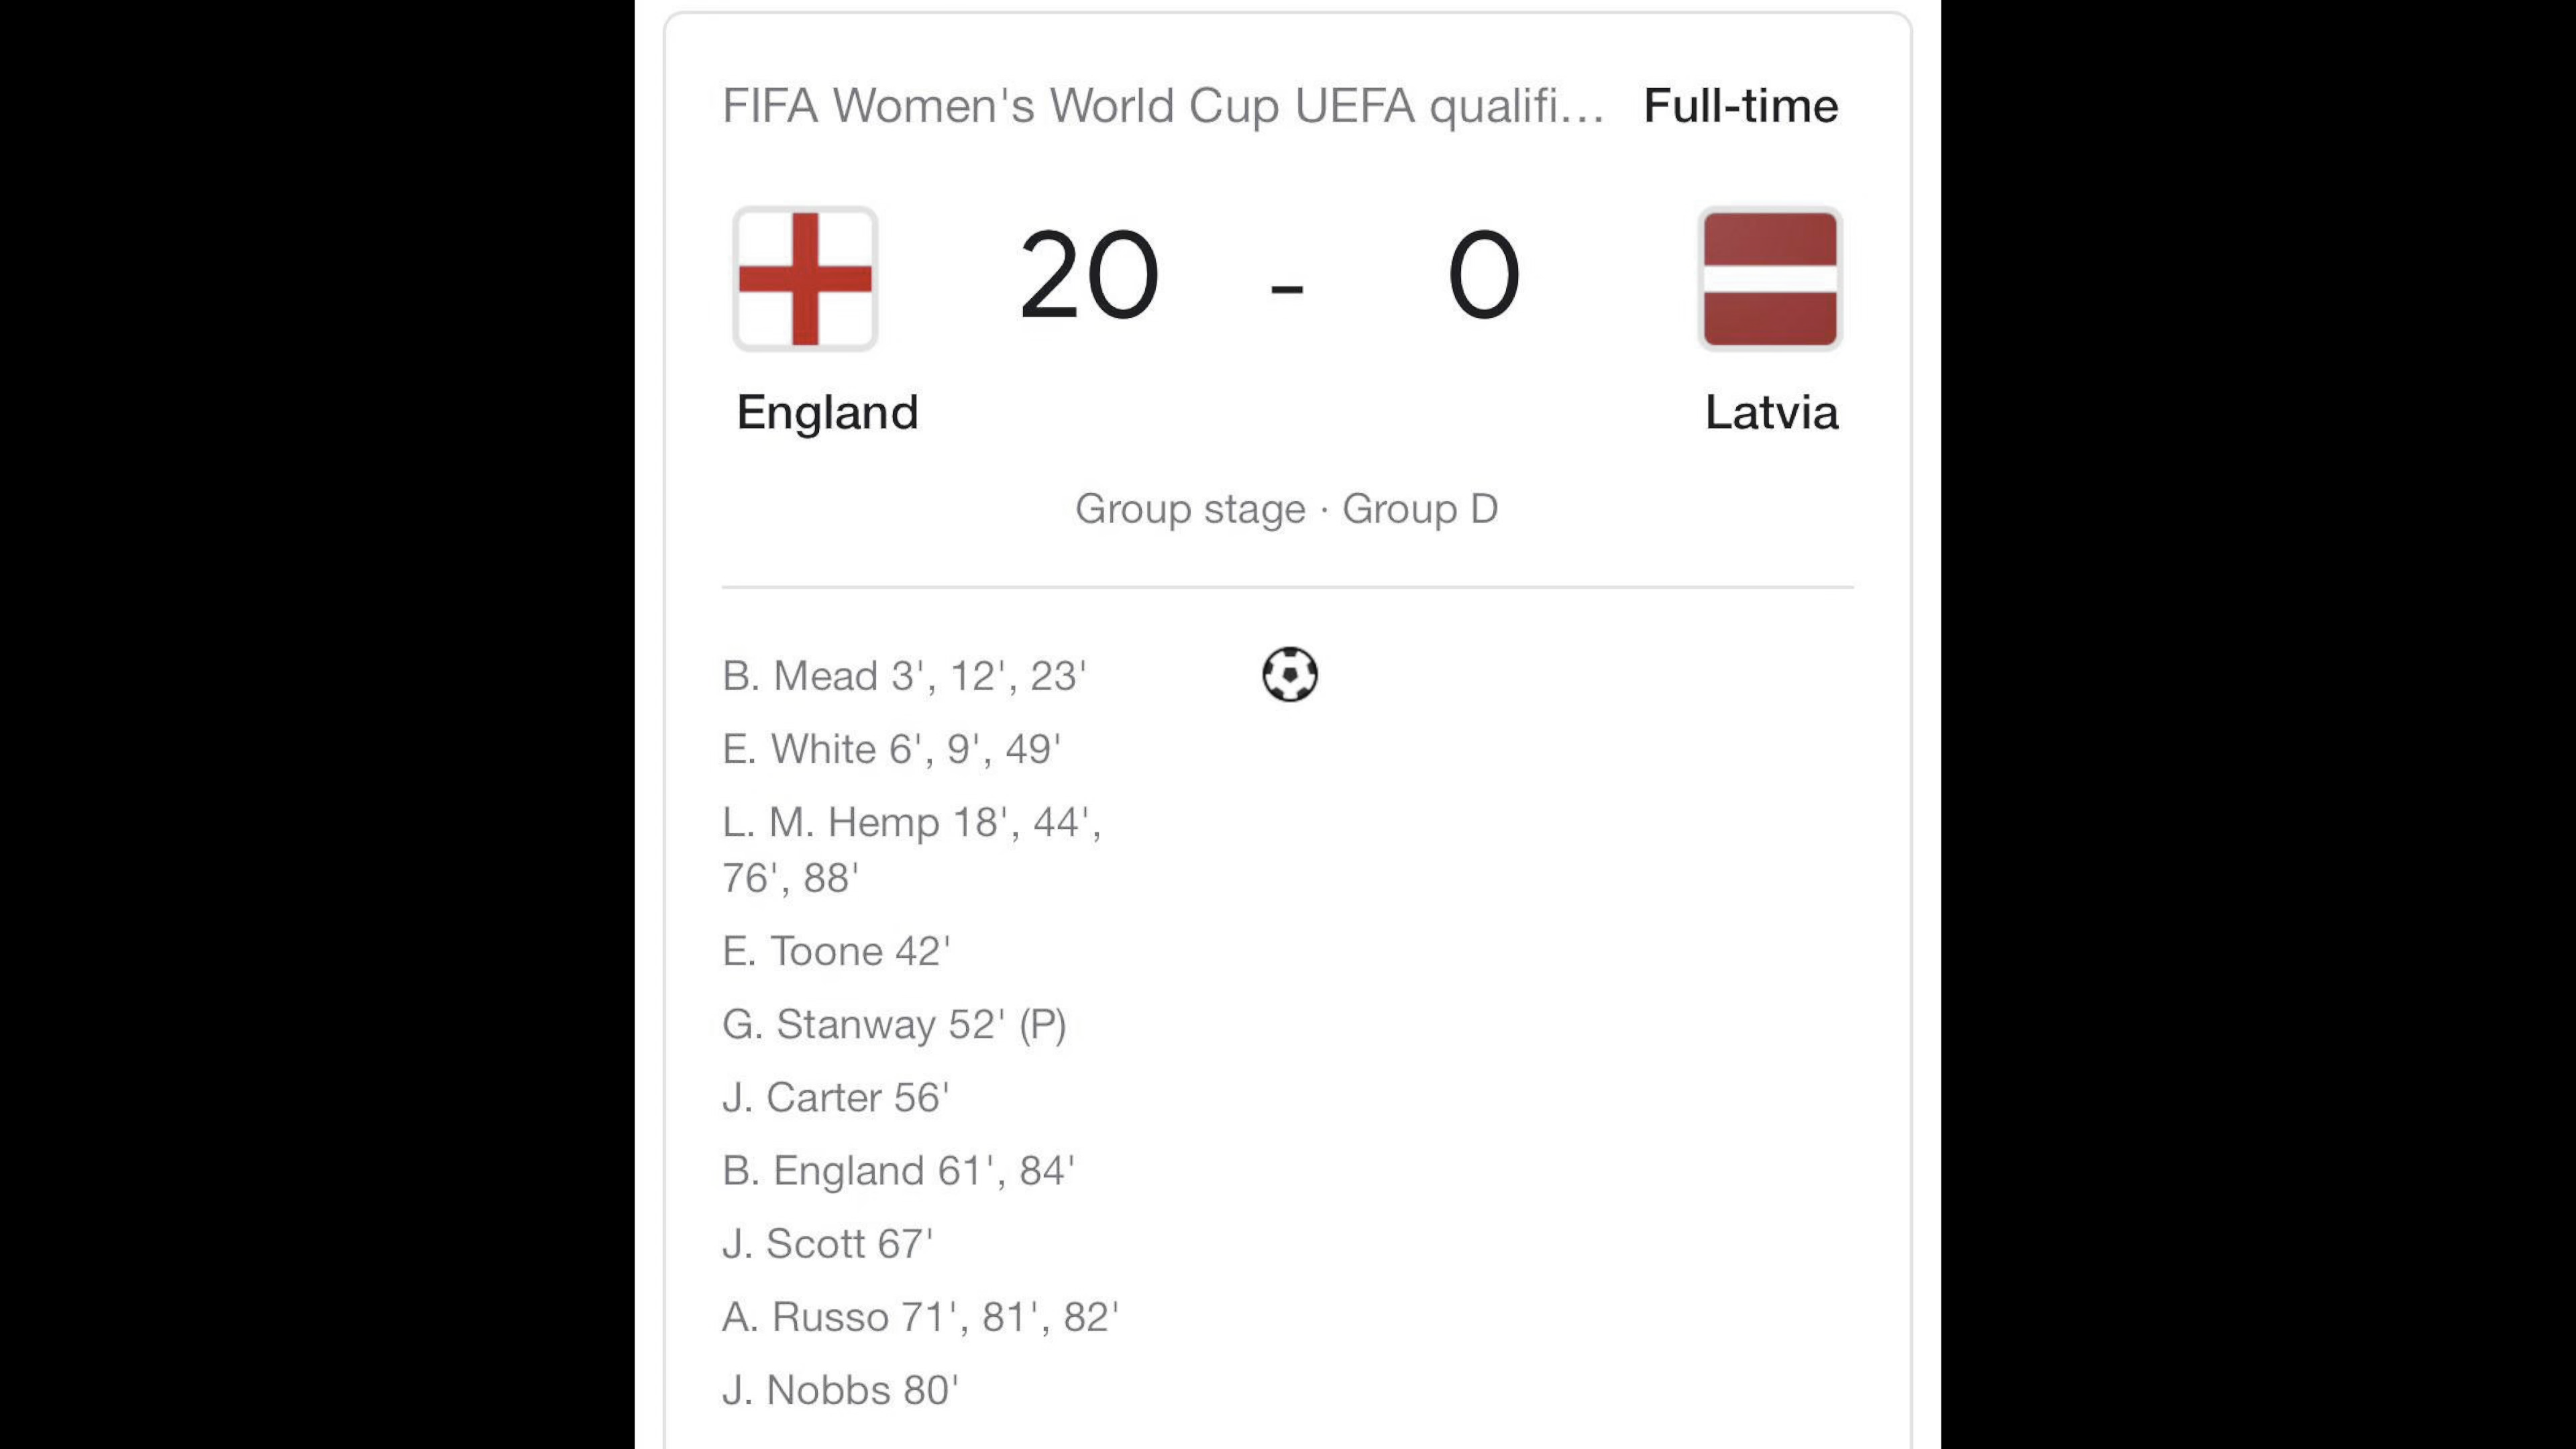 FIFA Women's World Cup UEFA qualifi... Full-time
20 - 0
England Latvia
Group stage · Group D
B. Mead 3', 12', 23'
E. White 6', 9', 49'
L. M. Hemp 18', 44',
76', 88'
E. Toone 42'
G. Stanway 52' (P)
J. Carter 56'
B. England 61', 84'
J. Scott 67'
A. Russo 71', 81', 82'
J. Nobbs 80'